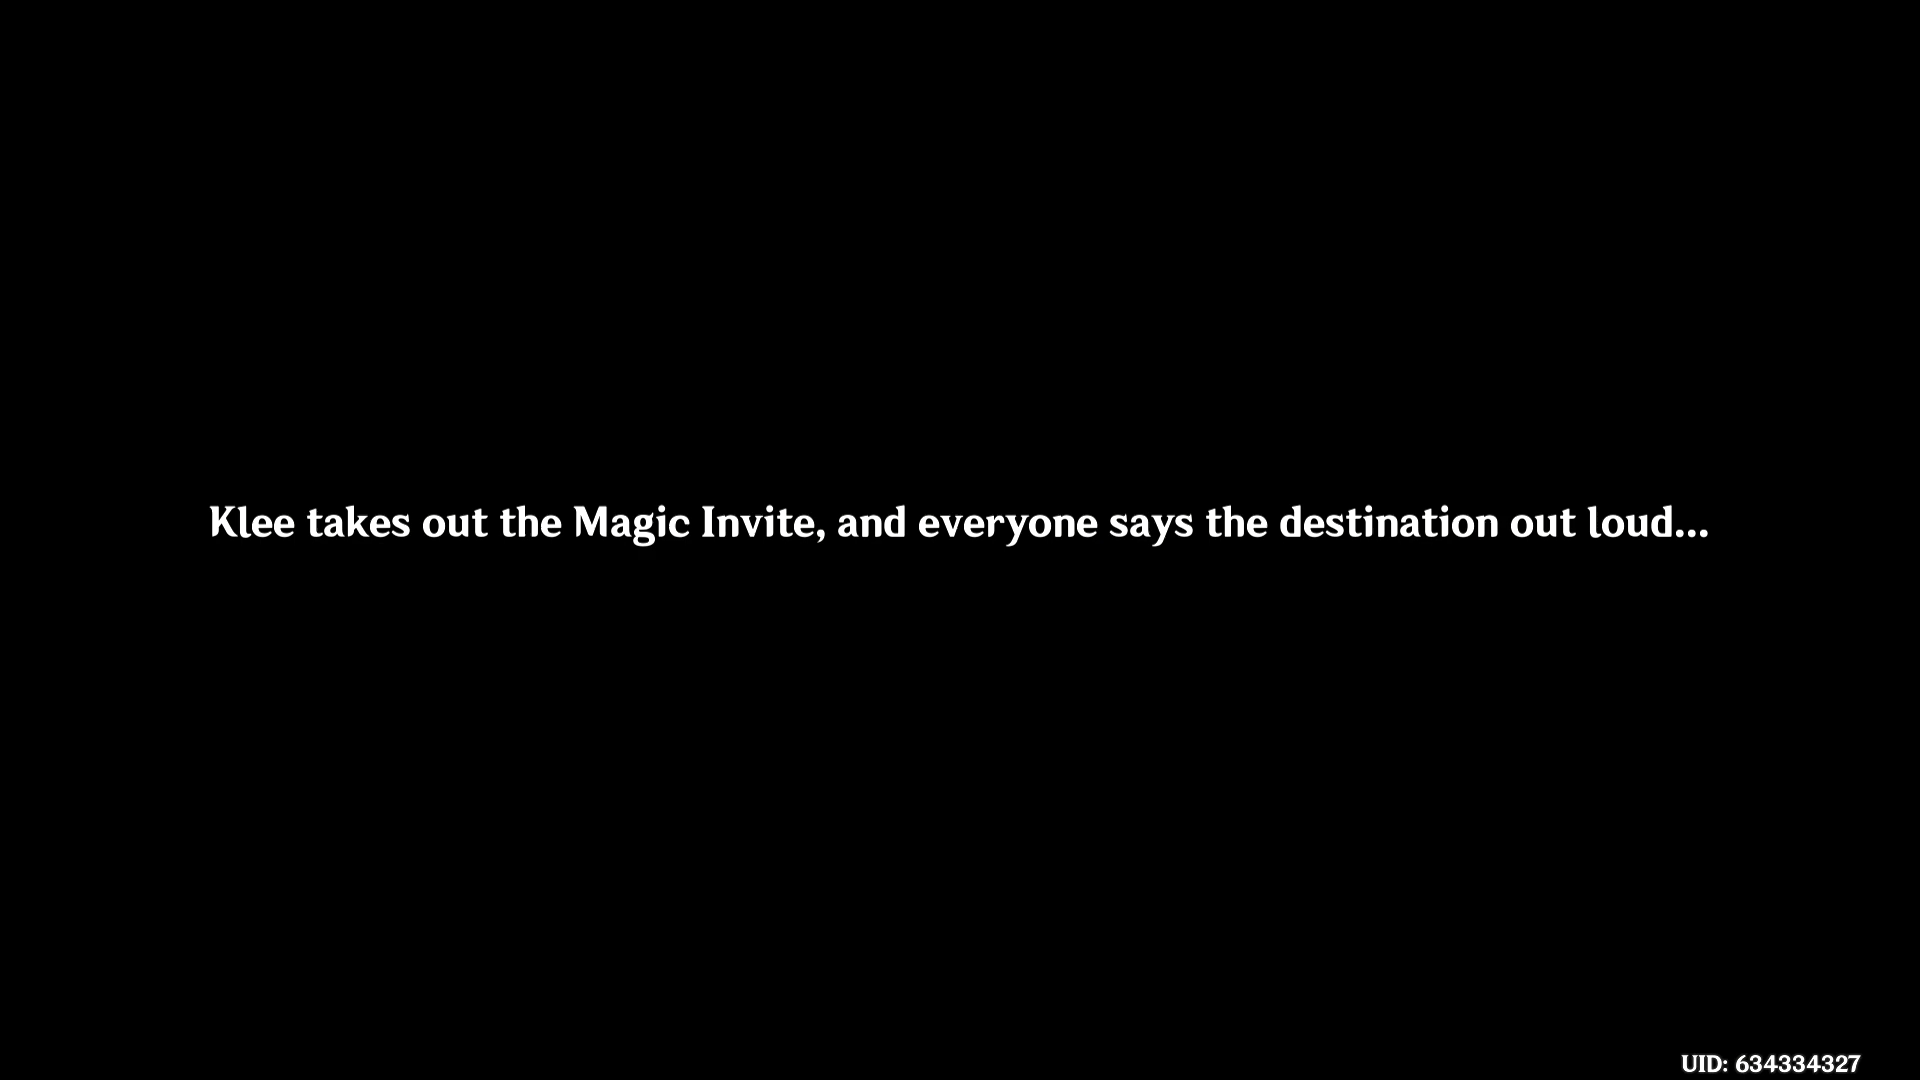 Klee takes out the Magic Invite, and everyone says the destination out loud...
UID: 634334327